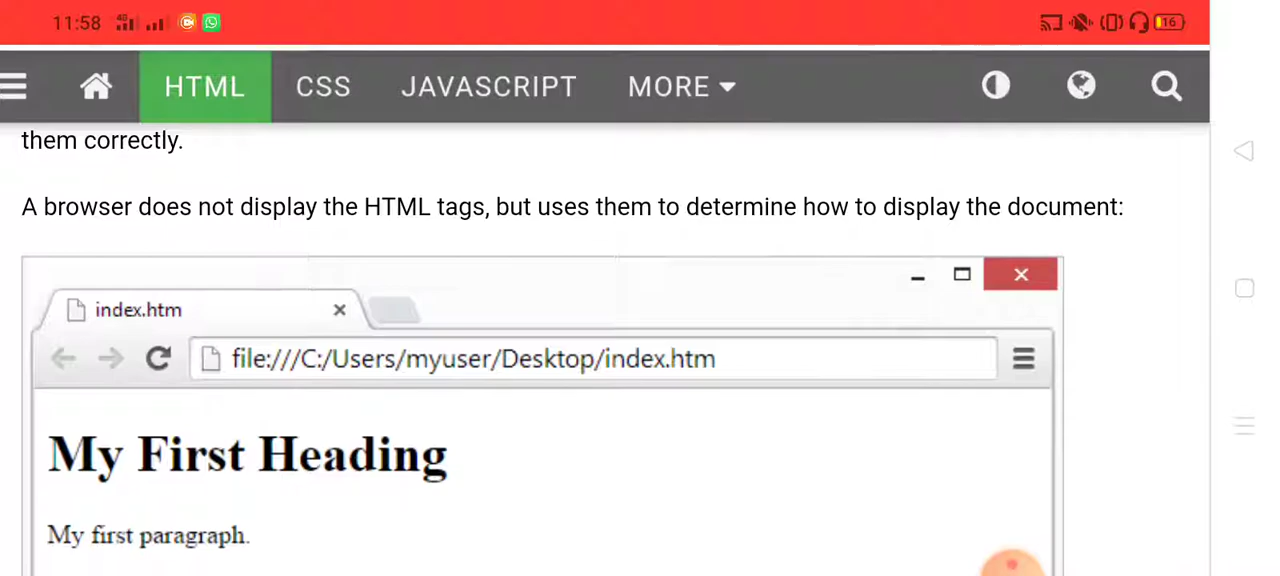 11:58 4G 16
HTML CSS JAVASCRIPT MORE
them correctly.
A browser does not display the HTML tags, but uses them to determine how to display the document:
index.htm
file:///C:/Users/myuser/Desktop/index.htm
My First Heading
My first paragraph.